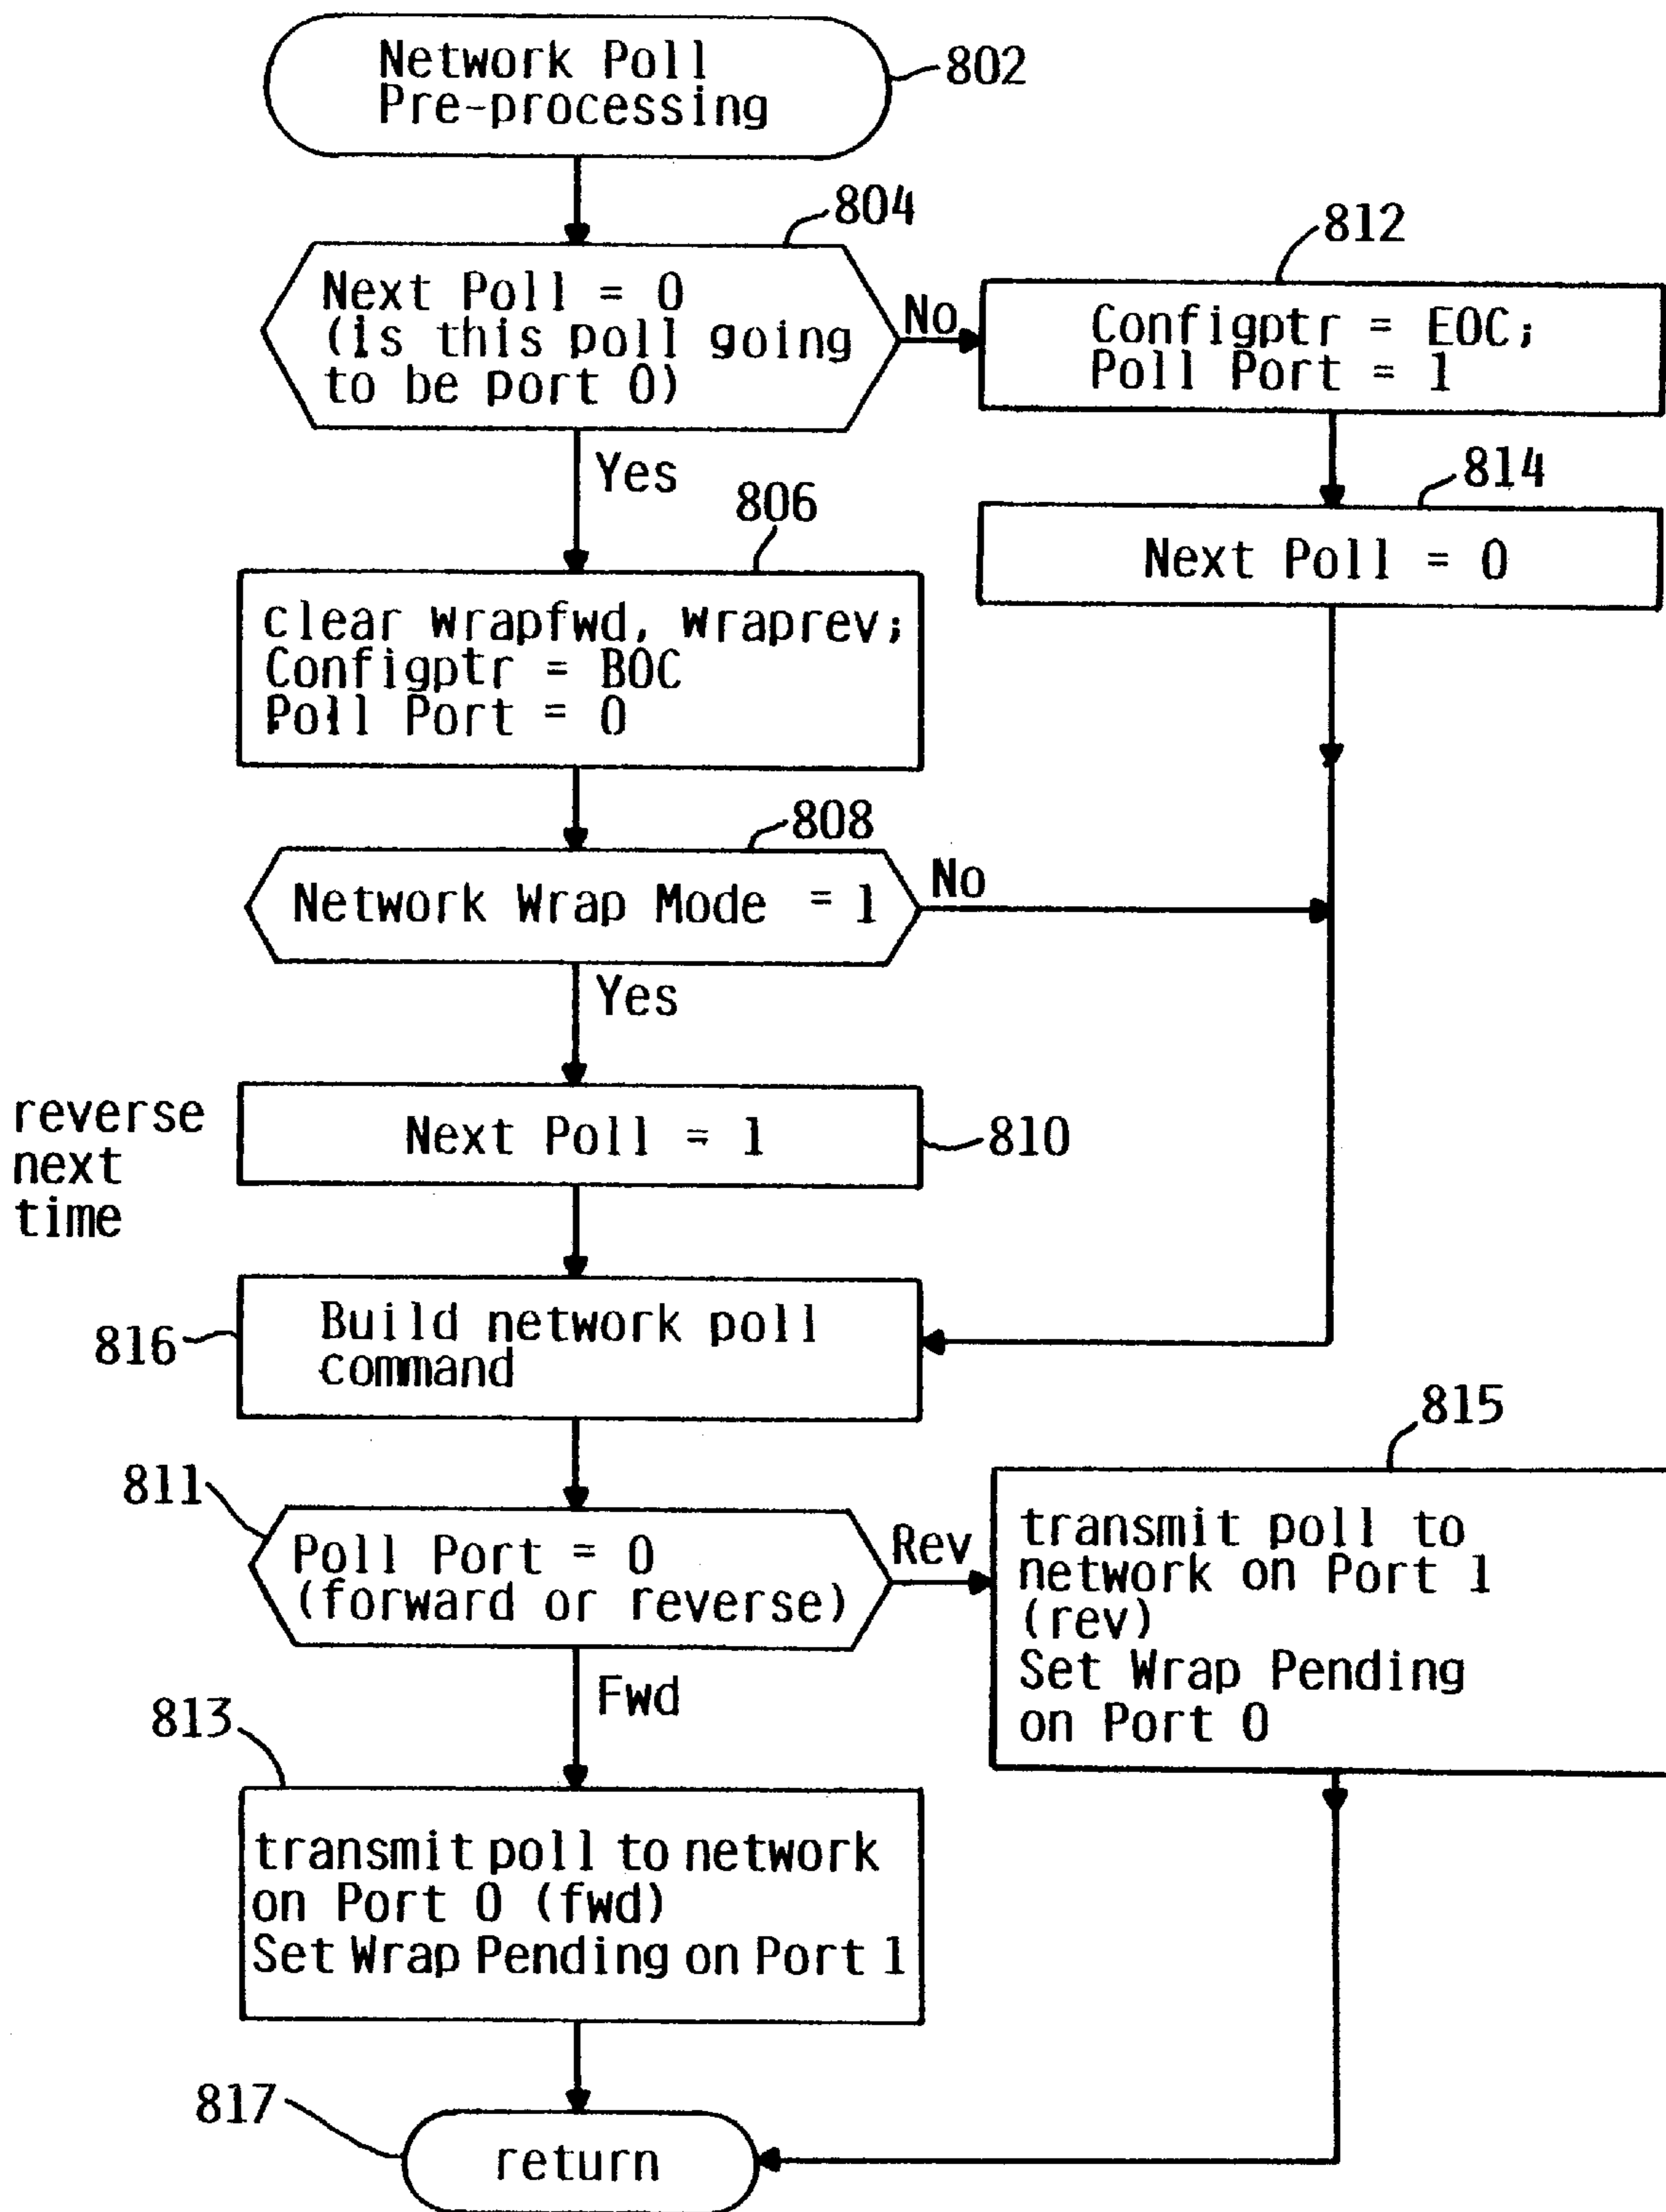 Network Poll
Pre-processing
802
804
Next Poll = 0
(is this poll going
to be port 0)
No
812
Configptr = EOC;
Poll Port = 1
Yes
814
Next Poll = 0
806
clear wrapfwd, wraprev;
Configptr = BOC
Poll Port = 0
808
Network Wrap Mode = 1
No
Yes
reverse
next
time
Next Poll = 1
810
816
Build network poll
command
811
Poll Port = 0
(forward or reverse)
Rev
815
transmit poll to
network on Port 1
(rev)
Set Wrap Pending
on Port 0
Fwd
813
transmit poll to network
on Port 0 (fwd)
Set Wrap Pending on Port 1
817
return